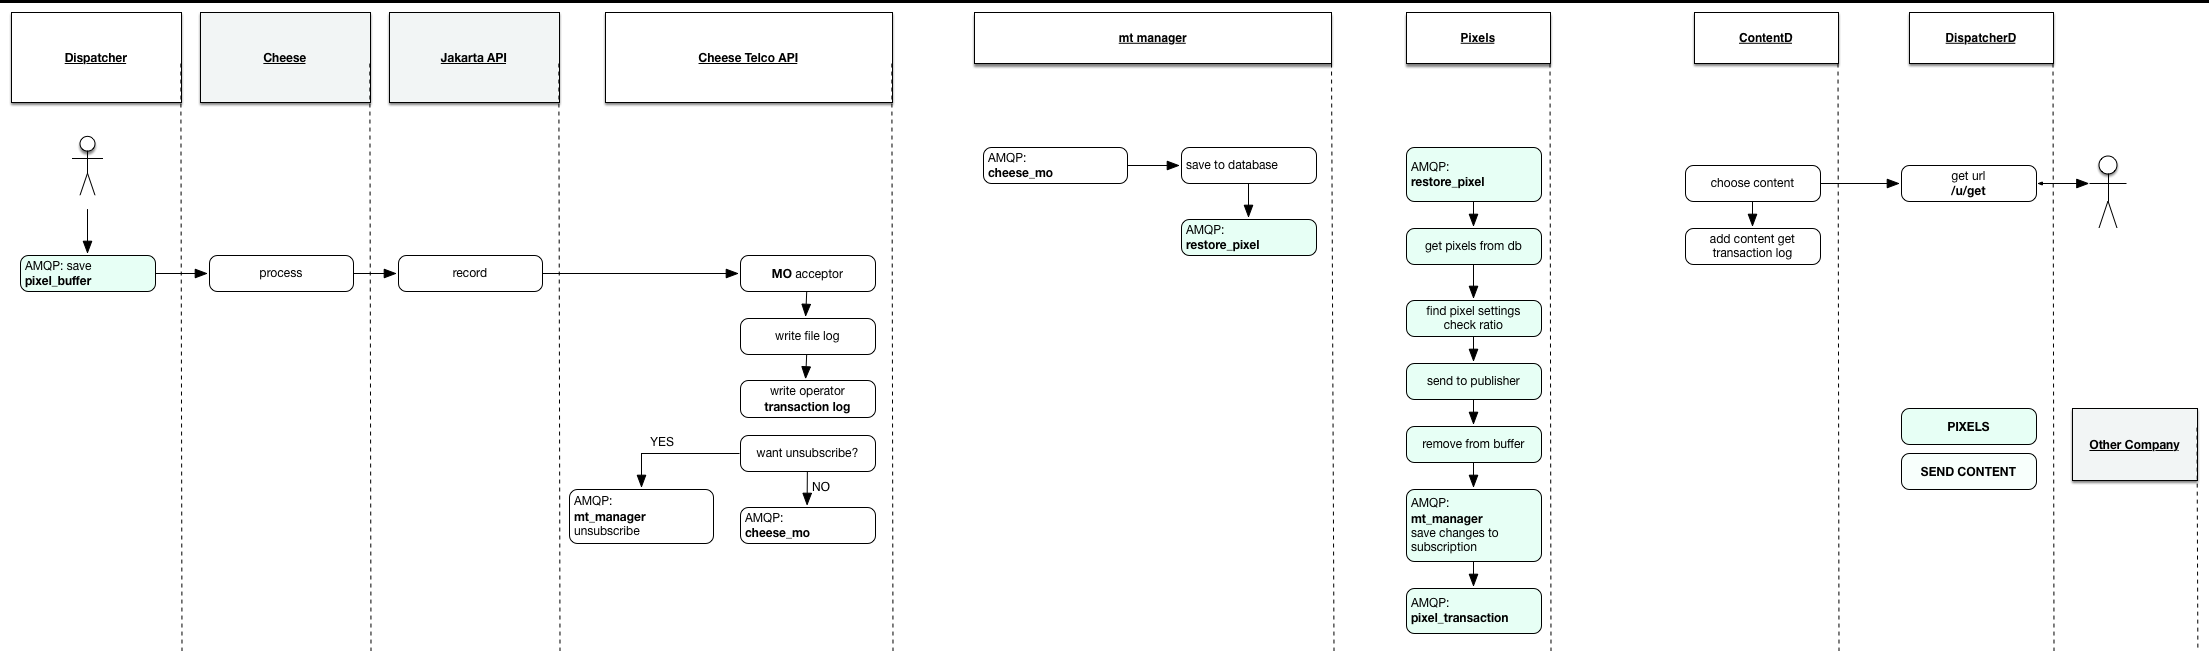 Dispatcher
Cheese
Jakarta API
Cheese Telco API
mt manager
Pixels
ContentD
DispatcherD
AMQP: save
pixel_buffer
process
record
MO acceptor
write file log
write operator
transaction log
want unsubscribe?
YES
NO
AMQP:
mt_manager
unsubscribe
AMQP:
cheese_mo
AMQP:
cheese_mo
save to database
AMQP:
restore_pixel
AMQP:
restore_pixel
get pixels from db
find pixel settings
check ratio
send to publisher
remove from buffer
AMQP:
mt_manager
save changes to
subscription
AMQP:
pixel_transaction
choose content
add content get
transaction log
get url
/u/get
PIXELS
SEND CONTENT
Other Company